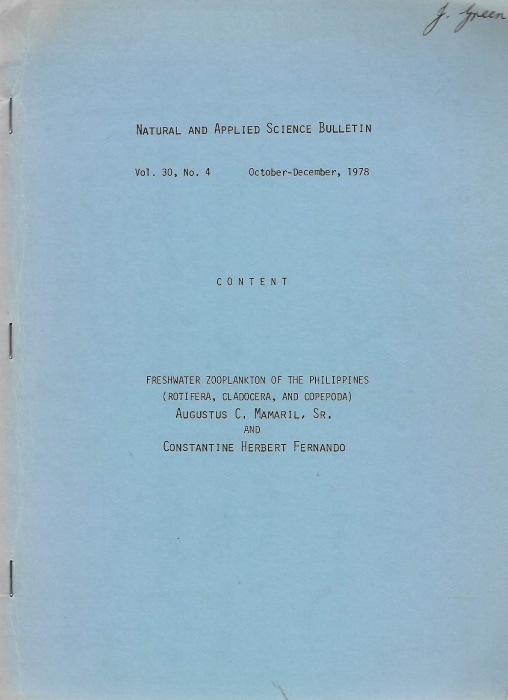 J. Green
NATURAL AND APPLIED SCIENCE BULLETIN
Vol. 30, No. 4 October-December, 1978
CONTENT
FRESHWATER ZOOPLANKTON OF THE PHILIPPINES
(ROTIFERA, CLADOCERA, AND COPEPODA)
AUGUSTUS C. MAMARIL, SR.
AND
CONSTANTINE HERBERT FERNANDO